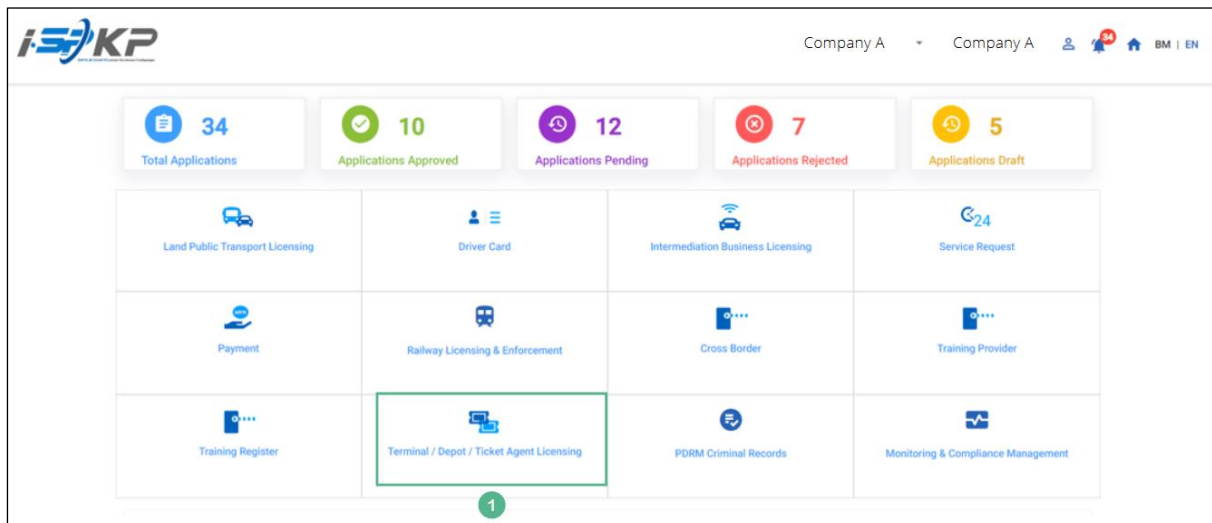 i-SPKP
Company A Company A 34 BM | EN
34 10 12 7 5
Total Applications Applications Approved Applications Pending Applications Rejected Applications Draft
24
Land Public Transport Licensing Driver Card Intermediation Business Licensing Service Request
Payment Railway Licensing & Enforcement Cross Border Training Provider
Training Register Terminal / Depot / Ticket Agent Licensing PDRM Criminal Records Monitoring & Compliance Management
1